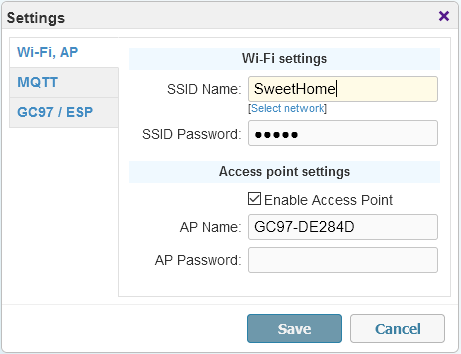 Settings
Wi-Fi, AP
MQTT
GC97 / ESP
Wi-Fi settings
SSID Name: SweetHome
[Select network]
SSID Password: ●●●●●
Access point settings
Enable Access Point
AP Name: GC97-DE284D
AP Password:
Save Cancel